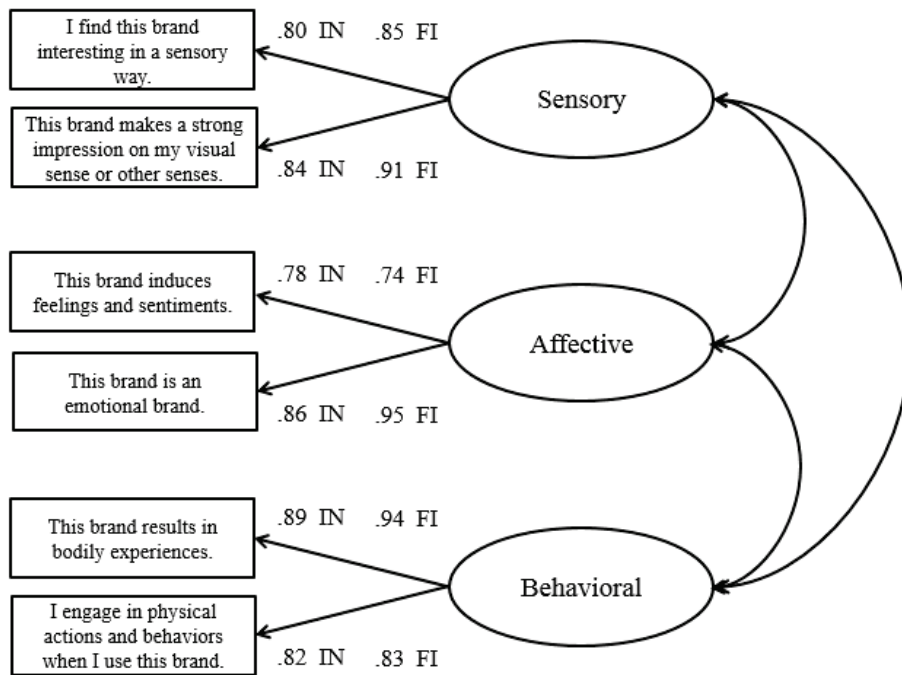 I find this brand
interesting in a sensory
way.
.80 IN .85 FI
Sensory
This brand makes a strong
impression on my visual
sense or other senses.
.84 IN .91 FI
This brand induces
feelings and sentiments.
.78 IN .74 FI
Affective
This brand is an
emotional brand.
.86 IN .95 FI
This brand results in
bodily experiences.
.89 IN .94 FI
Behavioral
I engage in physical
actions and behaviors
when I use this brand.
.82 IN .83 FI